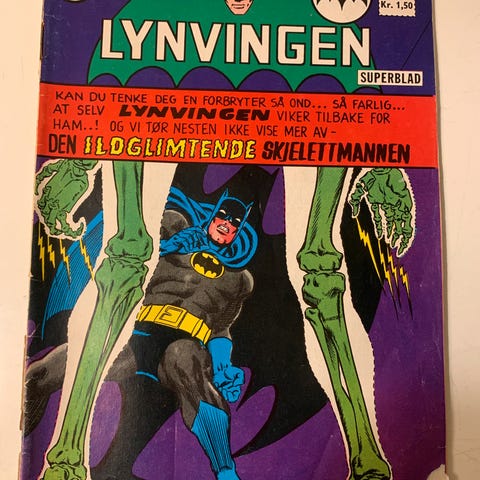 Kr. 1,50
LYNVINGEN
SUPERBLAD
KAN DU TENKE DEG EN FORBRYTER SÅ OND... SÅ FARLIG...
AT SELV LYNVINGEN VIKER TILBAKE FOR
HAM..! OG VI TØR NESTEN IKKE VISE MER AV-
DEN ILDGLIMTENDE SKJELETTMANNEN